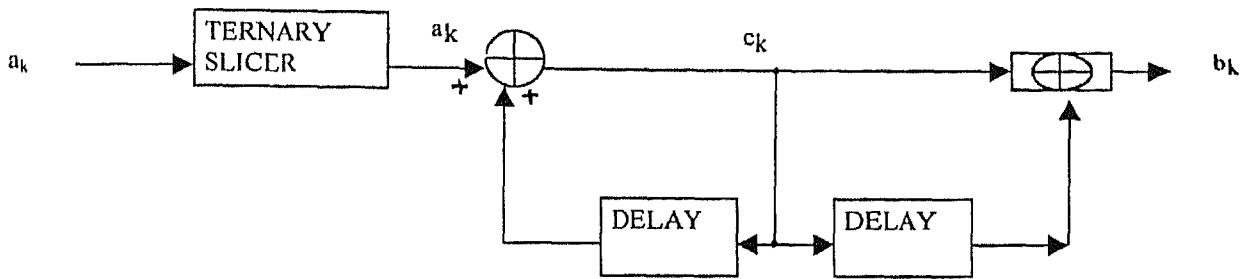 a_k
TERNARY
SLICER
a_k
+
+
c_k
b_k
DELAY
DELAY